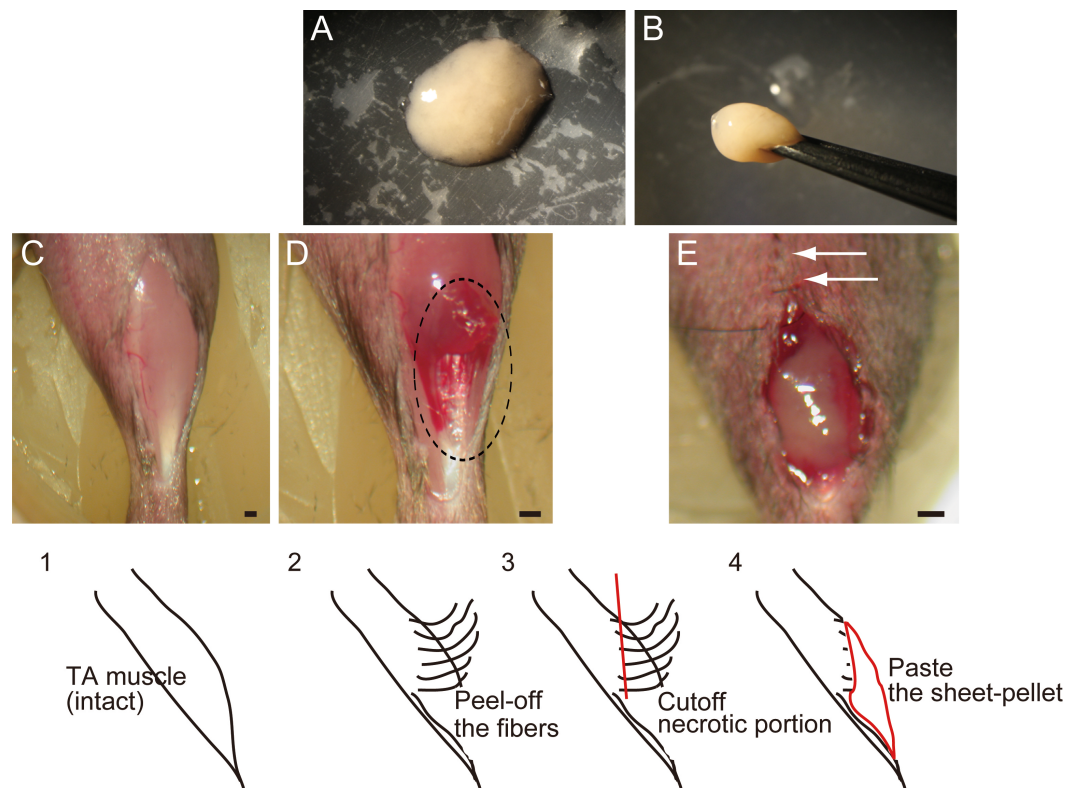 A
B
C
D
E
1
2
3
4
TA muscle
(intact)
Peel-off
the fibers
Cutoff
necrotic portion
Paste
the sheet-pellet